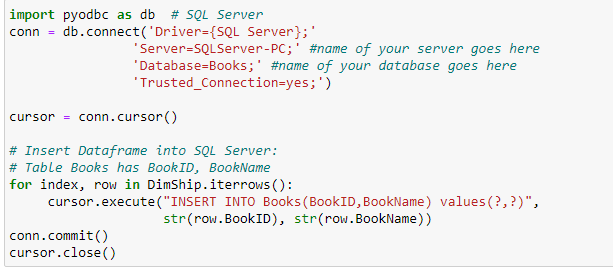 import pyodbc as db  # SQL Server
conn = db.connect('Driver={SQL Server};'
                 'Server=SQLServer-PC;' #name of your server goes here
                 'Database=Books;' #name of your database goes here
                 'Trusted_Connection=yes;')

cursor = conn.cursor()

# Insert Dataframe into SQL Server:
# Table Books has BookID, BookName
for index, row in DimShip.iterrows():
     cursor.execute("INSERT INTO Books(BookID,BookName) values(?,?)",
                     str(row.BookID), str(row.BookName))
conn.commit()
cursor.close()